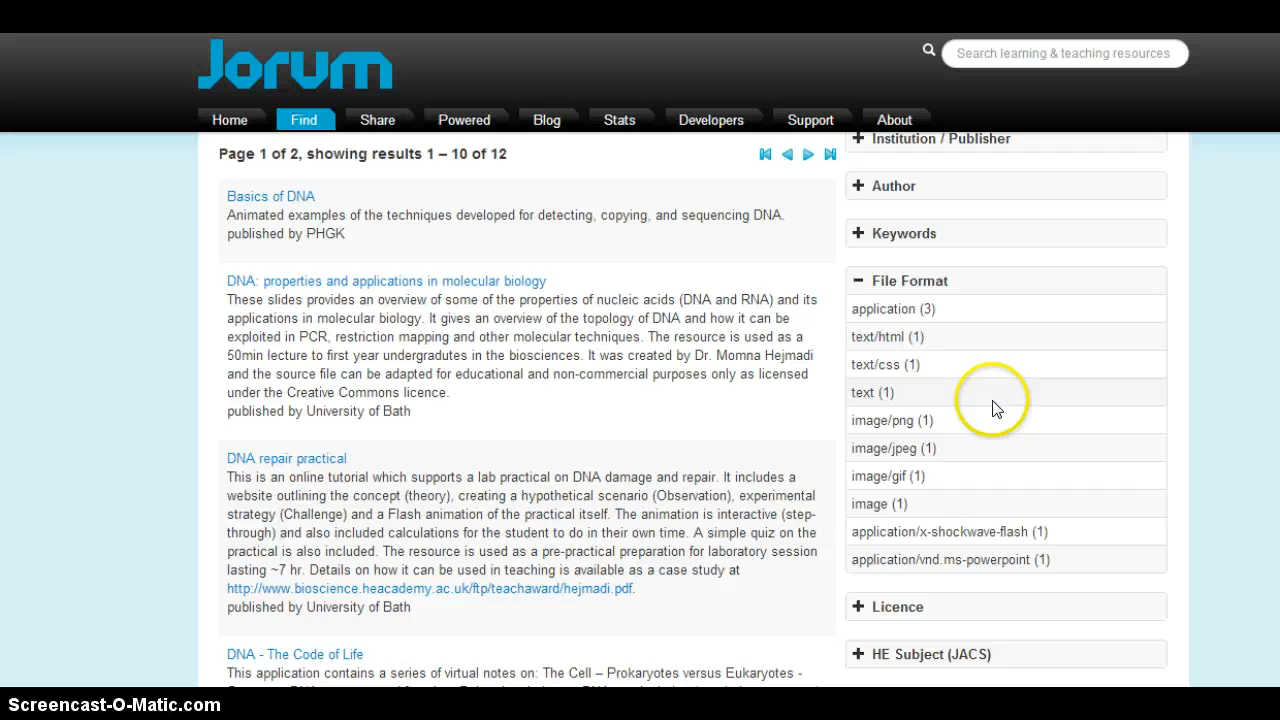 Jorum
Search learning & teaching resources
Home Find Share Powered Blog Stats Developers Support About
Page 1 of 2, showing results 1 – 10 of 12
Basics of DNA
Animated examples of the techniques developed for detecting, copying, and sequencing DNA.
published by PHGK
DNA: properties and applications in molecular biology
These slides provides an overview of some of the properties of nucleic acids (DNA and RNA) and its
applications in molecular biology. It gives an overview of the topology of DNA and how it can be
exploited in PCR, restriction mapping and other molecular techniques. The resource is used as a
50min lecture to first year undergradutes in the biosciences. It was created by Dr. Momna Hejmadi
and the source file can be adapted for educational and non-commercial purposes only as licensed
under the Creative Commons licence.
published by University of Bath
DNA repair practical
This is an online tutorial which supports a lab practical on DNA damage and repair. It includes a
website outlining the concept (theory), creating a hypothetical scenario (Observation), experimental
strategy (Challenge) and a Flash animation of the practical itself. The animation is interactive (step-
through) and also included calculations for the student to do in their own time. A simple quiz on the
practical is also included. The resource is used as a pre-practical preparation for laboratory session
lasting ~7 hr. Details on how it can be used in teaching is available as a case study at
http://www.bioscience.heacademy.ac.uk/ftp/teachaward/hejmadi.pdf.
published by University of Bath
DNA - The Code of Life
This application contains a series of virtual notes on: The Cell – Prokaryotes versus Eukaryotes -
Institution / Publisher
Author
Keywords
File Format
application (3)
text/html (1)
text/css (1)
text (1)
image/png (1)
image/jpeg (1)
image/gif (1)
image (1)
application/x-shockwave-flash (1)
application/vnd.ms-powerpoint (1)
Licence
HE Subject (JACS)
Screencast-O-Matic.com